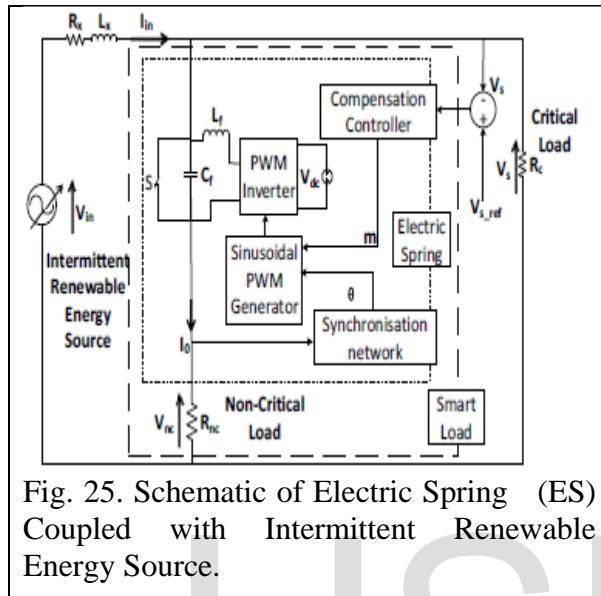 Rx Lx Iin
Compensation
Controller
Vs
-
+
Critical
Load
Lf
S
Cf
PWM
Inverter
Vdc
Vs
Rc
Vin
Vs_ref
m
Electric
Spring
Intermittent
Renewable
Energy
Source
Sinusoidal
PWM
Generator
θ
Synchronisation
network
I0
Vnc
Rnc
Non-Critical
Load
Smart
Load
Fig. 25. Schematic of Electric Spring (ES)
Coupled with Intermittent Renewable
Energy Source.